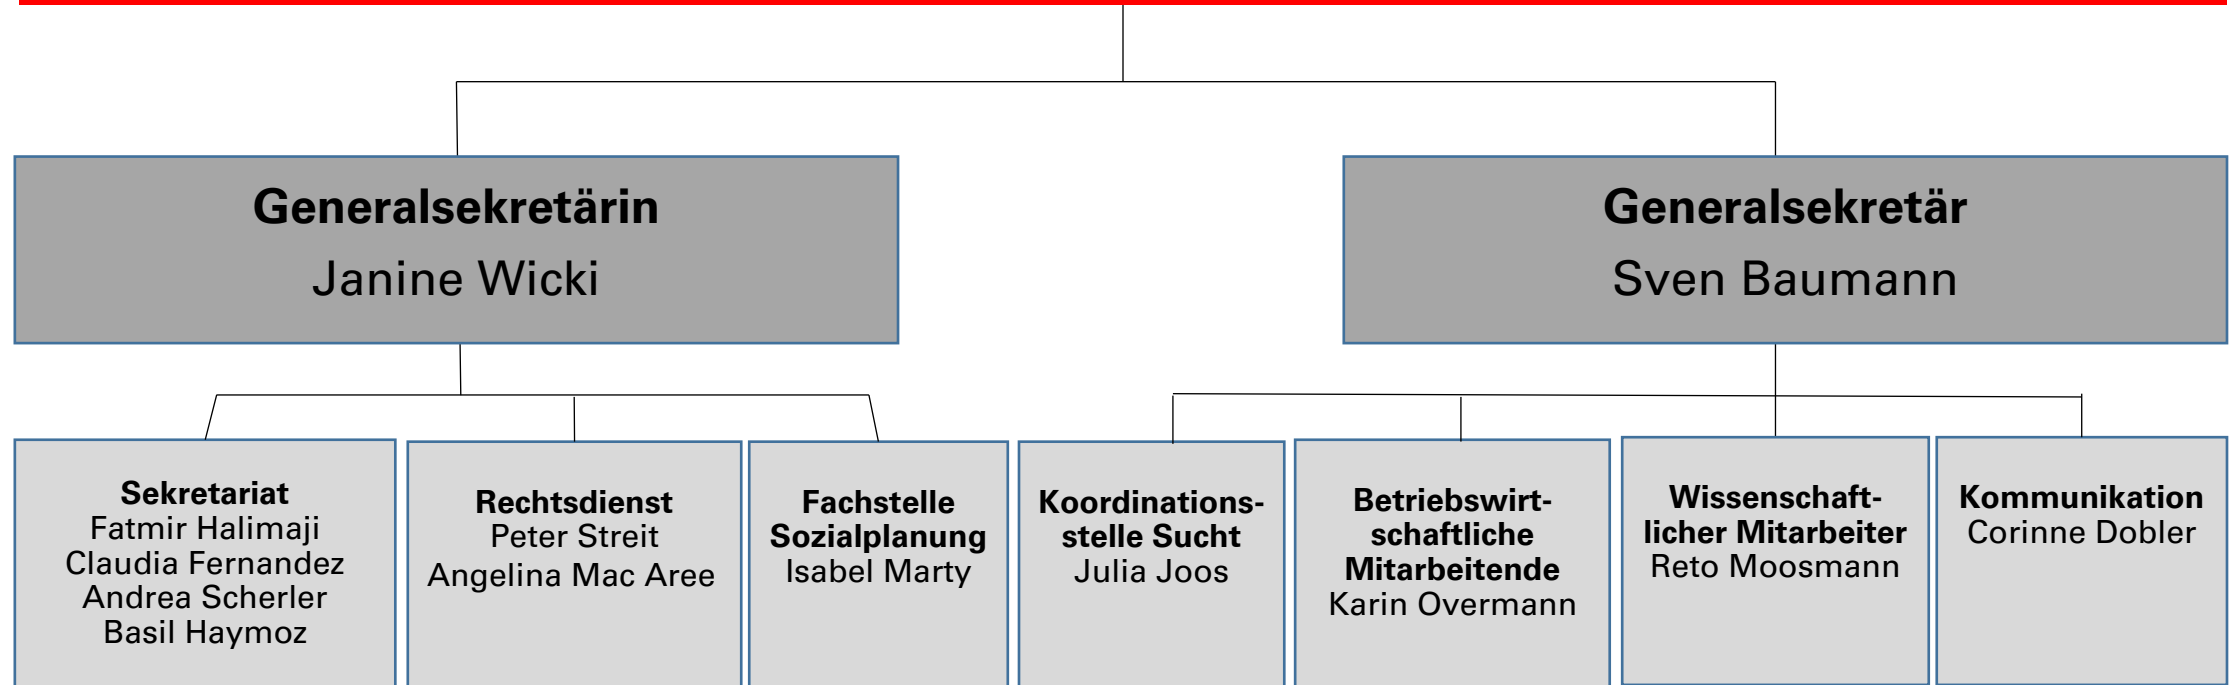 Generalsekretärin
Janine Wicki
Generalsekretär
Sven Baumann
Sekretariat
Fatmir Halimaji
Claudia Fernandez
Andrea Scherler
Basil Haymoz
Rechtsdienst
Peter Streit
Angelina Mac Aree
Fachstelle
Sozialplanung
Isabel Marty
Koordinations-
stelle Sucht
Julia Joos
Betriebswirt-
schaftliche
Mitarbeitende
Karin Overmann
Wissenschaft-
licher Mitarbeiter
Reto Moosmann
Kommunikation
Corinne Dobler